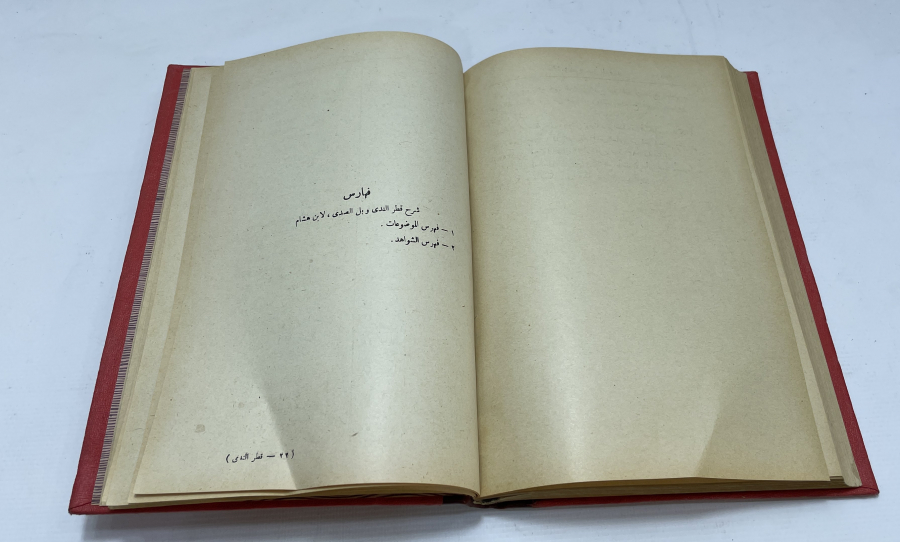 فهارس
شرح قطر الندى وبل الصدى، لابن هشام
١ — فهرس الموضوعات .
٢ — فهرس الشواهد .
( ٢٢ — قطر الندى )